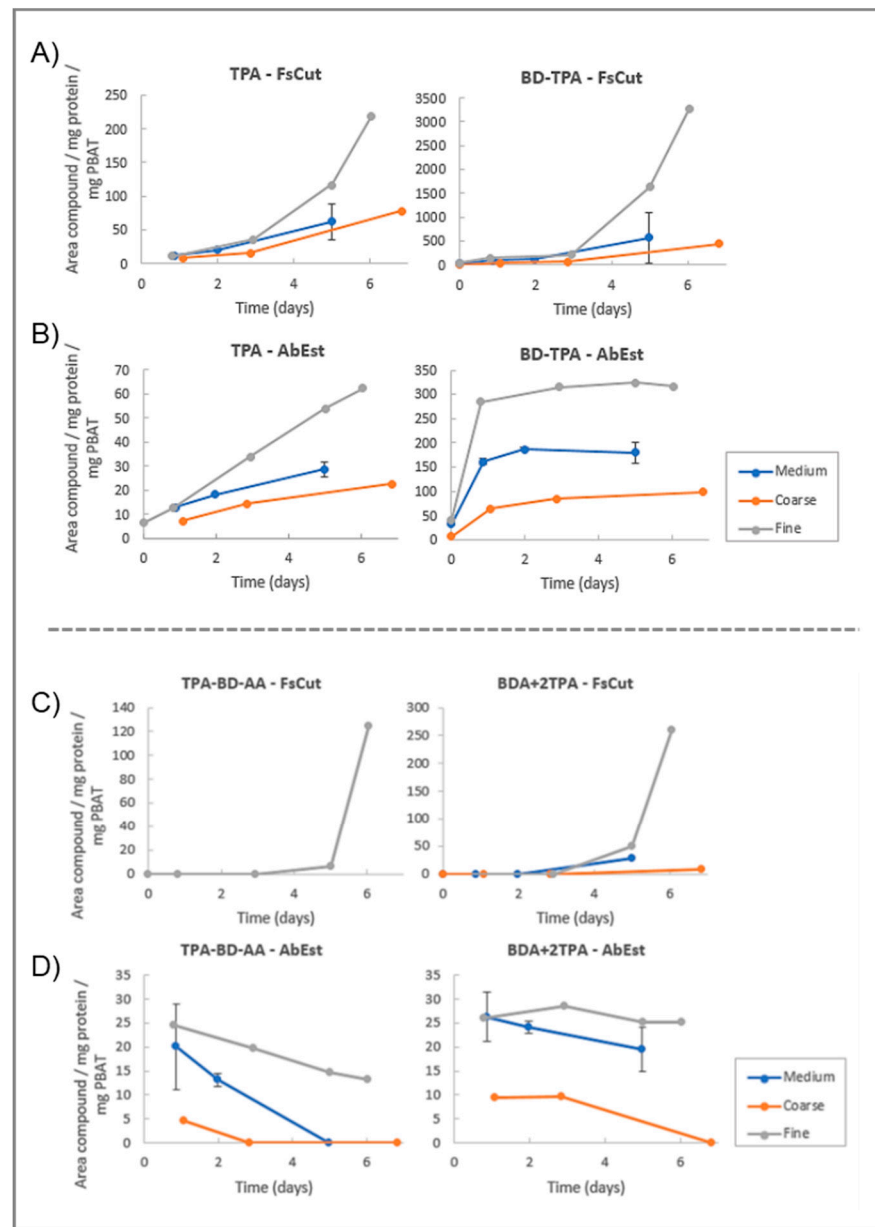 A)
TPA - FsCut
BD-TPA - FsCut
Area compound / mg protein /
mg PBAT
250
200
150
100
50
0
0 2 4 6
Time (days)
3500
3000
2500
2000
1500
1000
500
0
0 2 4 6
Time (days)
B)
TPA - AbEst
BD-TPA - AbEst
Area compound / mg protein /
mg PBAT
70
60
50
40
30
20
10
0
0 2 4 6
Time (days)
350
300
250
200
150
100
50
0
0 2 4 6
Time (days)
Medium
Coarse
Fine
C)
TPA-BD-AA - FsCut
BDA+2TPA - FsCut
Area compound / mg protein /
mg PBAT
140
120
100
80
60
40
20
0
0 2 4 6
Time (days)
300
250
200
150
100
50
0
0 2 4 6
Time (days)
D)
TPA-BD-AA - AbEst
BDA+2TPA - AbEst
Area compound / mg protein /
mg PBAT
35
30
25
20
15
10
5
0
0 2 4 6
Time (days)
35
30
25
20
15
10
5
0
0 2 4 6
Time (days)
Medium
Coarse
Fine